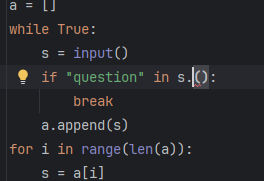 a = []
while True:
    s = input()
    if "question" in s.():
        break
    a.append(s)
for i in range(len(a)):
    s = a[i]